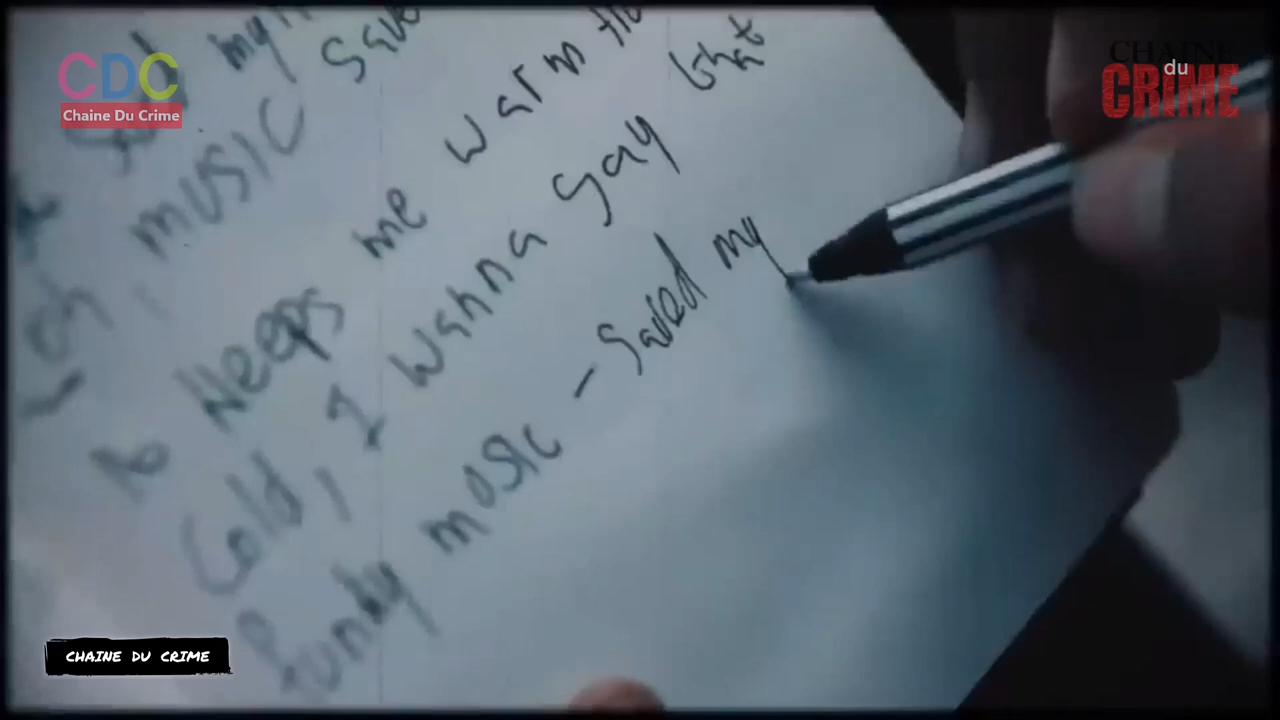 CDC
Chaine Du Crime
CHAINE
du
CRIME
music save
keeps me warm
Cold, I wanna say that
funky music - saved my
CHAINE DU CRIME